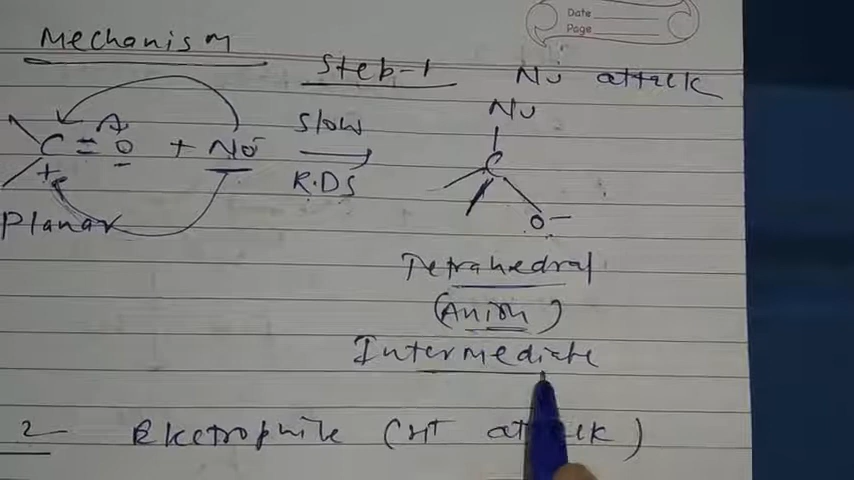 Date
Page
Mechanism
Step-1 Nu attack
Nu
C = O + Nu⁻ slow
R.D.S C
+ O −
Planar
Tetrahedral
(Anion)
Intermediate
2- Electrophile (H⁺ attack)